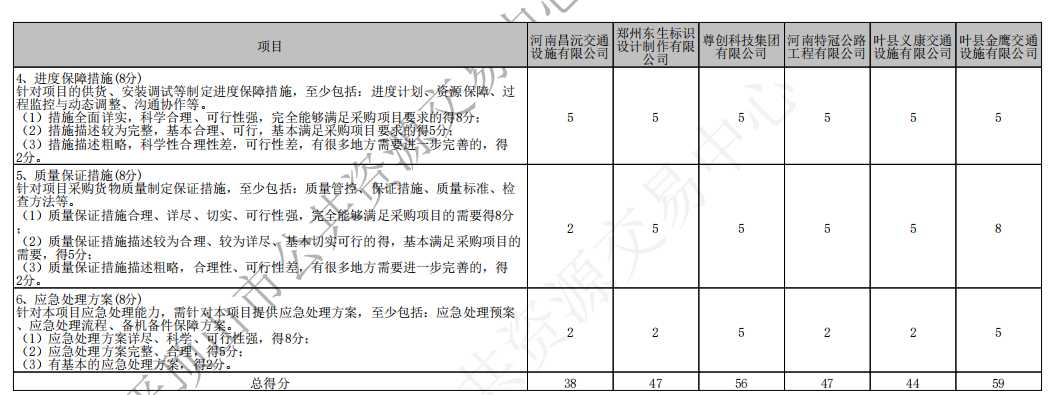 项目
河南昌沅交通
设施有限公司
郑州东生标识
设计制作有限
公司
尊创科技集团
有限公司
河南特冠公路
工程有限公司
叶县义康交通
设施有限公司
叶县金鹰交通
设施有限公司
4、进度保障措施(8分)
针对项目的供货、安装调试等制定进度保障措施，至少包括：进度计划、资源保障、过
程监控与动态调整、沟通协作等。
（1）措施全面详实，科学合理、可行性强，完全能够满足采购项目要求的得8分；
（2）措施描述较为完整，基本合理、可行，基本满足采购项目要求的得5分；
（3）措施描述粗略，科学性合理性差，可行性差，有很多地方需要进一步完善的，得
2分。
5 5 5 5 5 5
5、质量保证措施(8分)
针对项目采购货物质量制定保证措施，至少包括：质量管控、保证措施、质量标准、检
查方法等。
（1）质量保证措施合理、详尽、切实、可行性强，完全能够满足采购项目的需要得8分
；
（2）质量保证措施描述较为合理、较为详尽、基本切实可行的得，基本满足采购项目的
需要，得5分；
（3）质量保证措施描述粗略，合理性、可行性差，有很多地方需要进一步完善的，得
2分。
2 5 5 5 5 8
6、应急处理方案(8分)
针对本项目应急处理能力，需针对本项目提供应急处理方案，至少包括：应急处理预案
、应急处理流程、备机备件保障方案。
（1）应急处理方案详尽、科学、可行性强，得8分；
（2）应急处理方案完整、合理，得5分；
（3）有基本的应急处理方案，得2分。
2 2 5 2 2 5
总得分 38 47 56 47 44 59
平顶山市公共资源交易中心
共资源交易中心